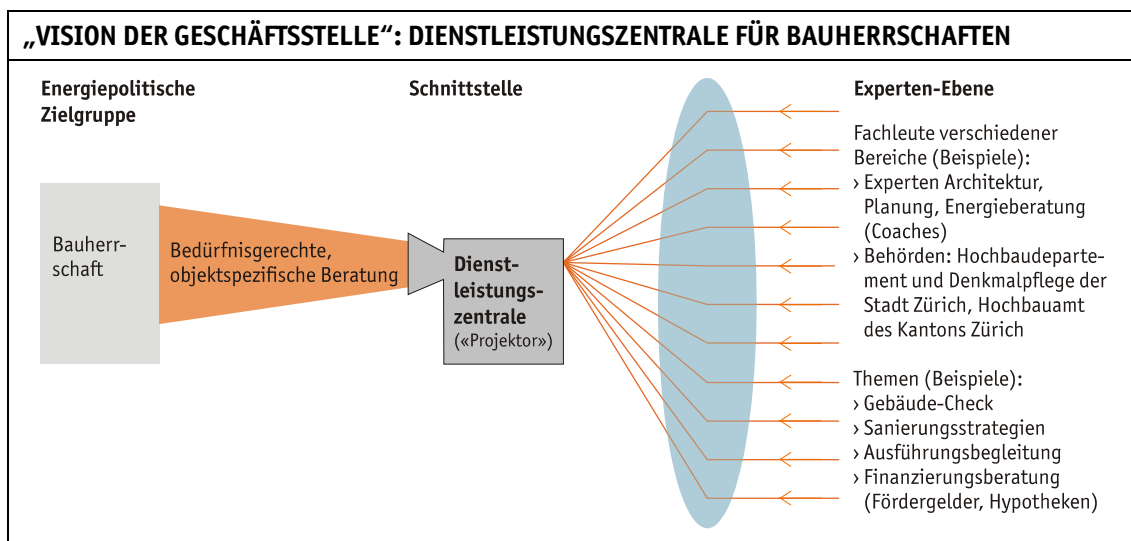 „VISION DER GESCHÄFTSSTELLE“: DIENSTLEISTUNGSZENTRALE FÜR BAUHERRSCHAFTEN
Energiepolitische
Zielgruppe
Bauherr-
schaft
Bedürfnisgerechte,
objektspezifische Beratung
Schnittstelle
Dienst-
leistungs-
zentrale
(«Projektor»)
Experten-Ebene
Fachleute verschiedener
Bereiche (Beispiele):
› Experten Architektur,
Planung, Energieberatung
(Coaches)
› Behörden: Hochbaudeparte-
ment und Denkmalpflege der
Stadt Zürich, Hochbauamt
des Kantons Zürich
Themen (Beispiele):
› Gebäude-Check
› Sanierungsstrategien
› Ausführungsbegleitung
› Finanzierungsberatung
(Fördergelder, Hypotheken)